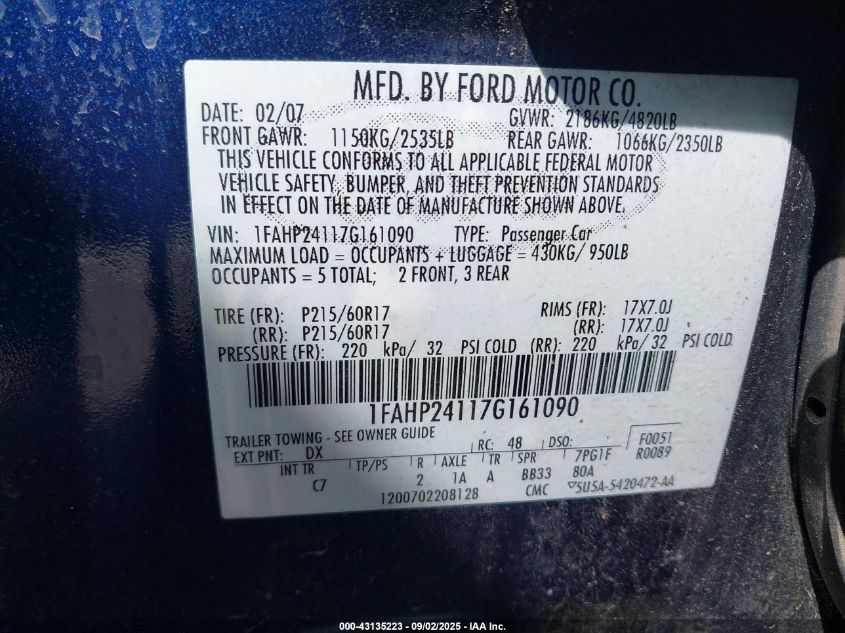 MFD. BY FORD MOTOR CO.
DATE: 02/07 GVWR: 2186KG/4820LB
FRONT GAWR: 1150KG/2535LB REAR GAWR: 1066KG/2350LB
THIS VEHICLE CONFORMS TO ALL APPLICABLE FEDERAL MOTOR
VEHICLE SAFETY, BUMPER, AND THEFT PREVENTION STANDARDS
IN EFFECT ON THE DATE OF MANUFACTURE SHOWN ABOVE.
VIN: 1FAHP24117G161090 TYPE: Passenger Car
MAXIMUM LOAD = OCCUPANTS + LUGGAGE = 430KG/ 950LB
OCCUPANTS = 5 TOTAL; 2 FRONT, 3 REAR
TIRE (FR): P215/60R17 RIMS (FR): 17X7.0J
(RR): P215/60R17 (RR): 17X7.0J
PRESSURE (FR): 220 kPa/ 32 PSI COLD (RR): 220 kPa/ 32 PSI COLD
1FAHP24117G161090
TRAILER TOWING - SEE OWNER GUIDE F0051
EXT PNT: DX RC: 48 DSO: R0089
INT TR TP/PS R AXLE TR SPR 7PG1F
C7 2 1A A BB33 80A
1200702208128 CMC ▽5U5A-5420472-AA
000-43135223 - 09/02/2025 - IAA Inc.